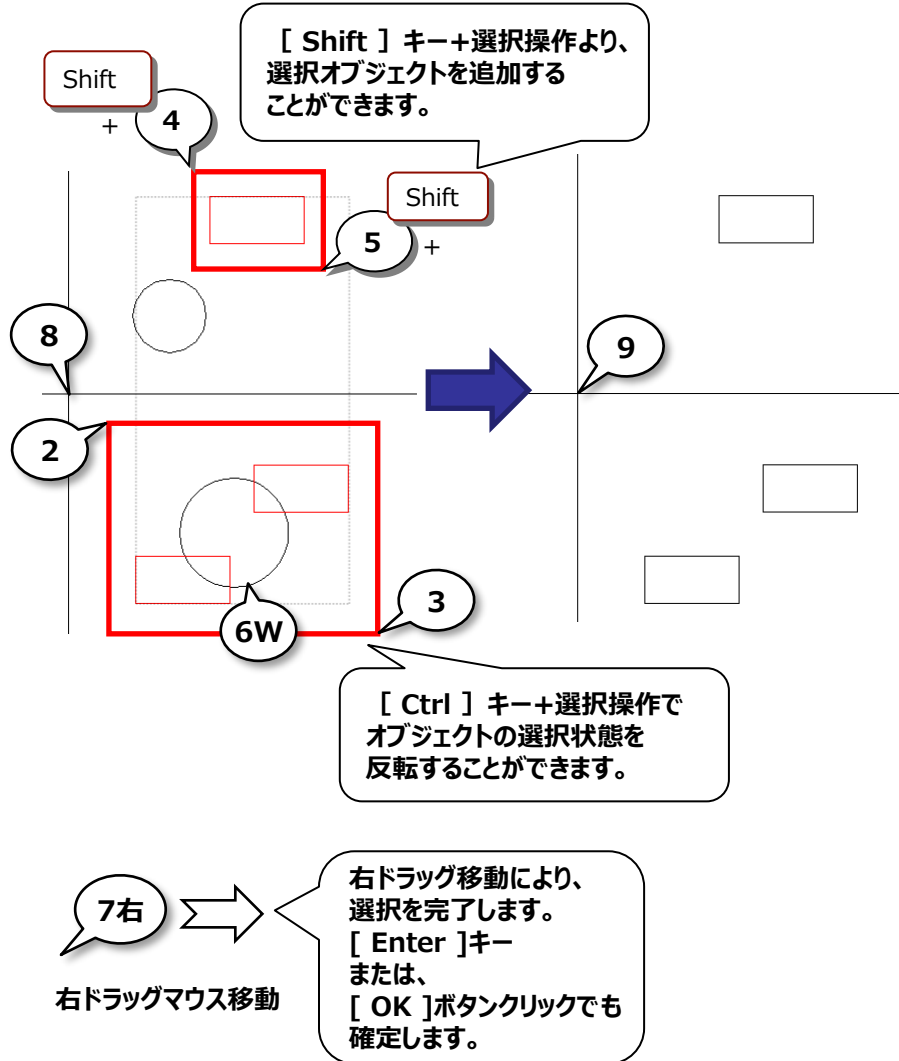 ［ Shift ］キー+選択操作より、
選択オブジェクトを追加する
ことができます。
Shift
+
4
Shift
5
+
8
9
2
3
6W
［ Ctrl ］キー+選択操作で
オブジェクトの選択状態を
反転することができます。
7右
右ドラッグマウス移動
右ドラッグ移動により、
選択を完了します。
[ Enter ]キー
または、
[ OK ]ボタンクリックでも
確定します。